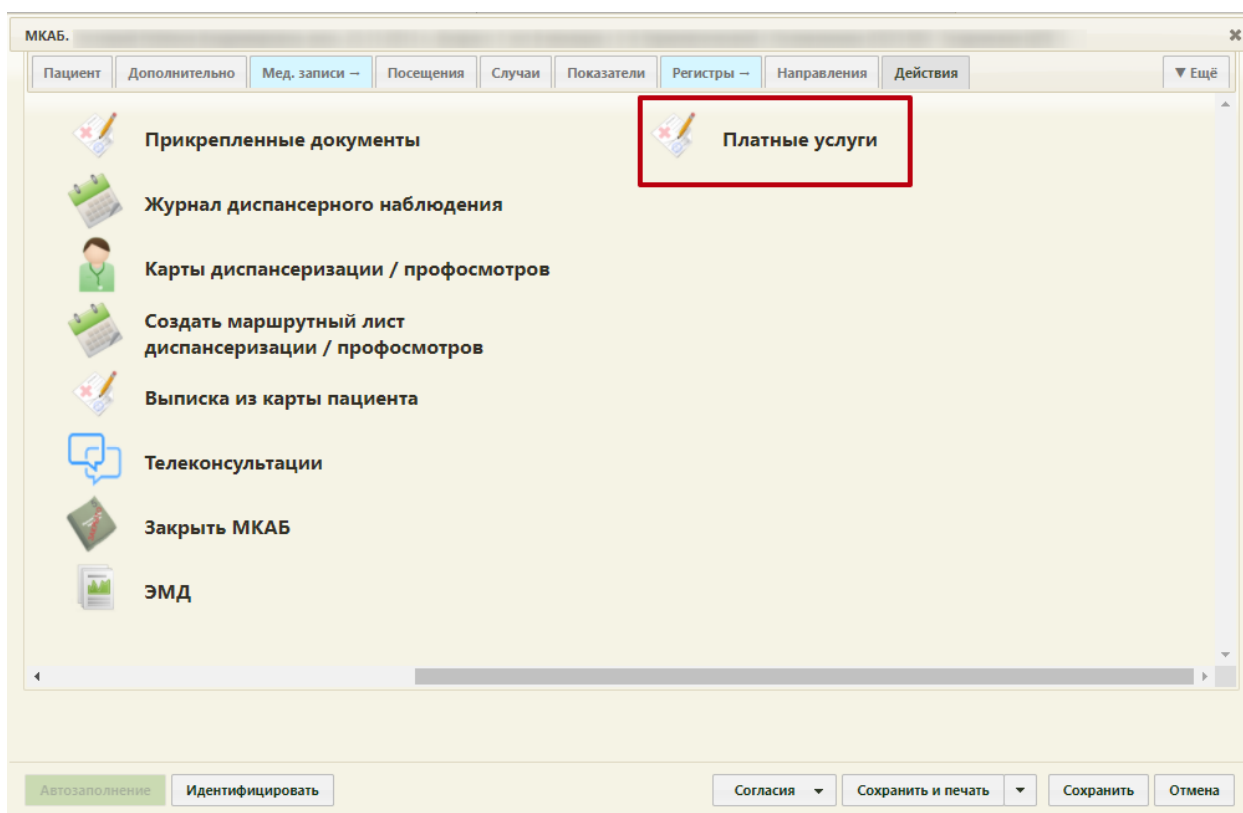 МКАБ.
Пациент Дополнительно Мед. записи → Посещения Случаи Показатели Регистры → Направления Действия ▼ Ещё
Прикрепленные документы
Платные услуги
Журнал диспансерного наблюдения
Карты диспансеризации / профосмотров
Создать маршрутный лист
диспансеризации / профосмотров
Выписка из карты пациента
Телеконсультации
Закрыть МКАБ
ЭМД
Автозаполнение Идентифицировать Согласия Сохранить и печать Сохранить Отмена